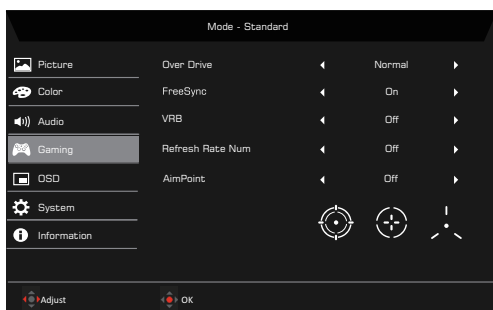 Mode - Standard
Picture
Over Drive Normal
Color
FreeSync On
Audio
VRB Off
Gaming
Refresh Rate Num Off
OSD
AimPoint Off
System
Information
Adjust OK